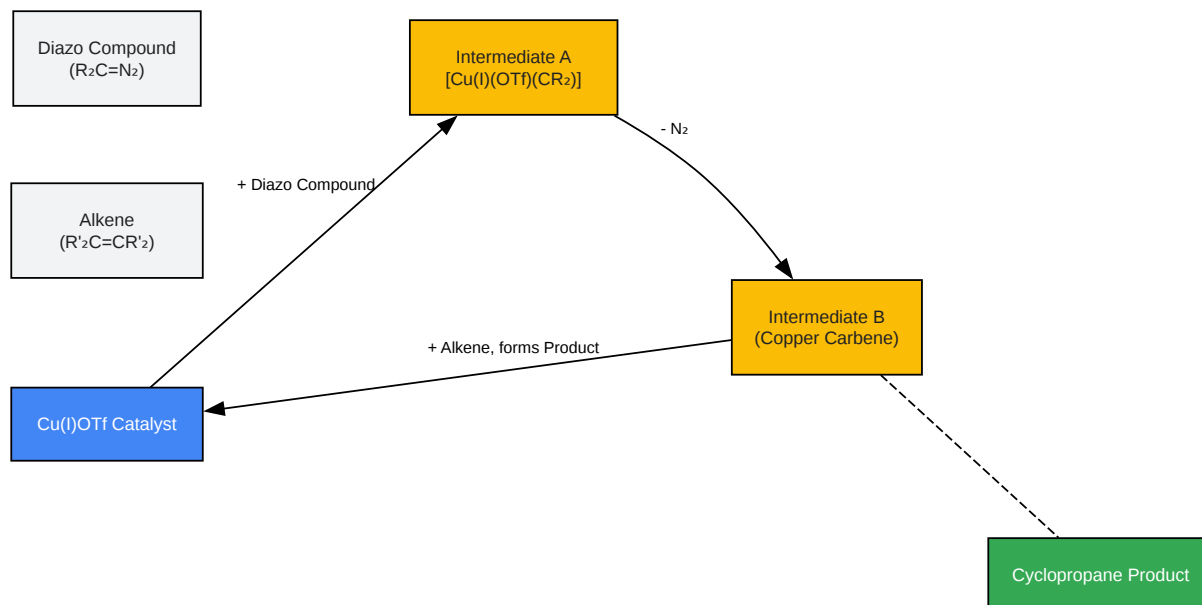 Diazo Compound
(R₂C=N₂)
Intermediate A
[Cu(I)(OTf)(CR₂)]
- N₂
+ Diazo Compound
Alkene
(R'₂C=CR'₂)
Intermediate B
(Copper Carbene)
+ Alkene, forms Product
Cu(I)OTf Catalyst
Cyclopropane Product